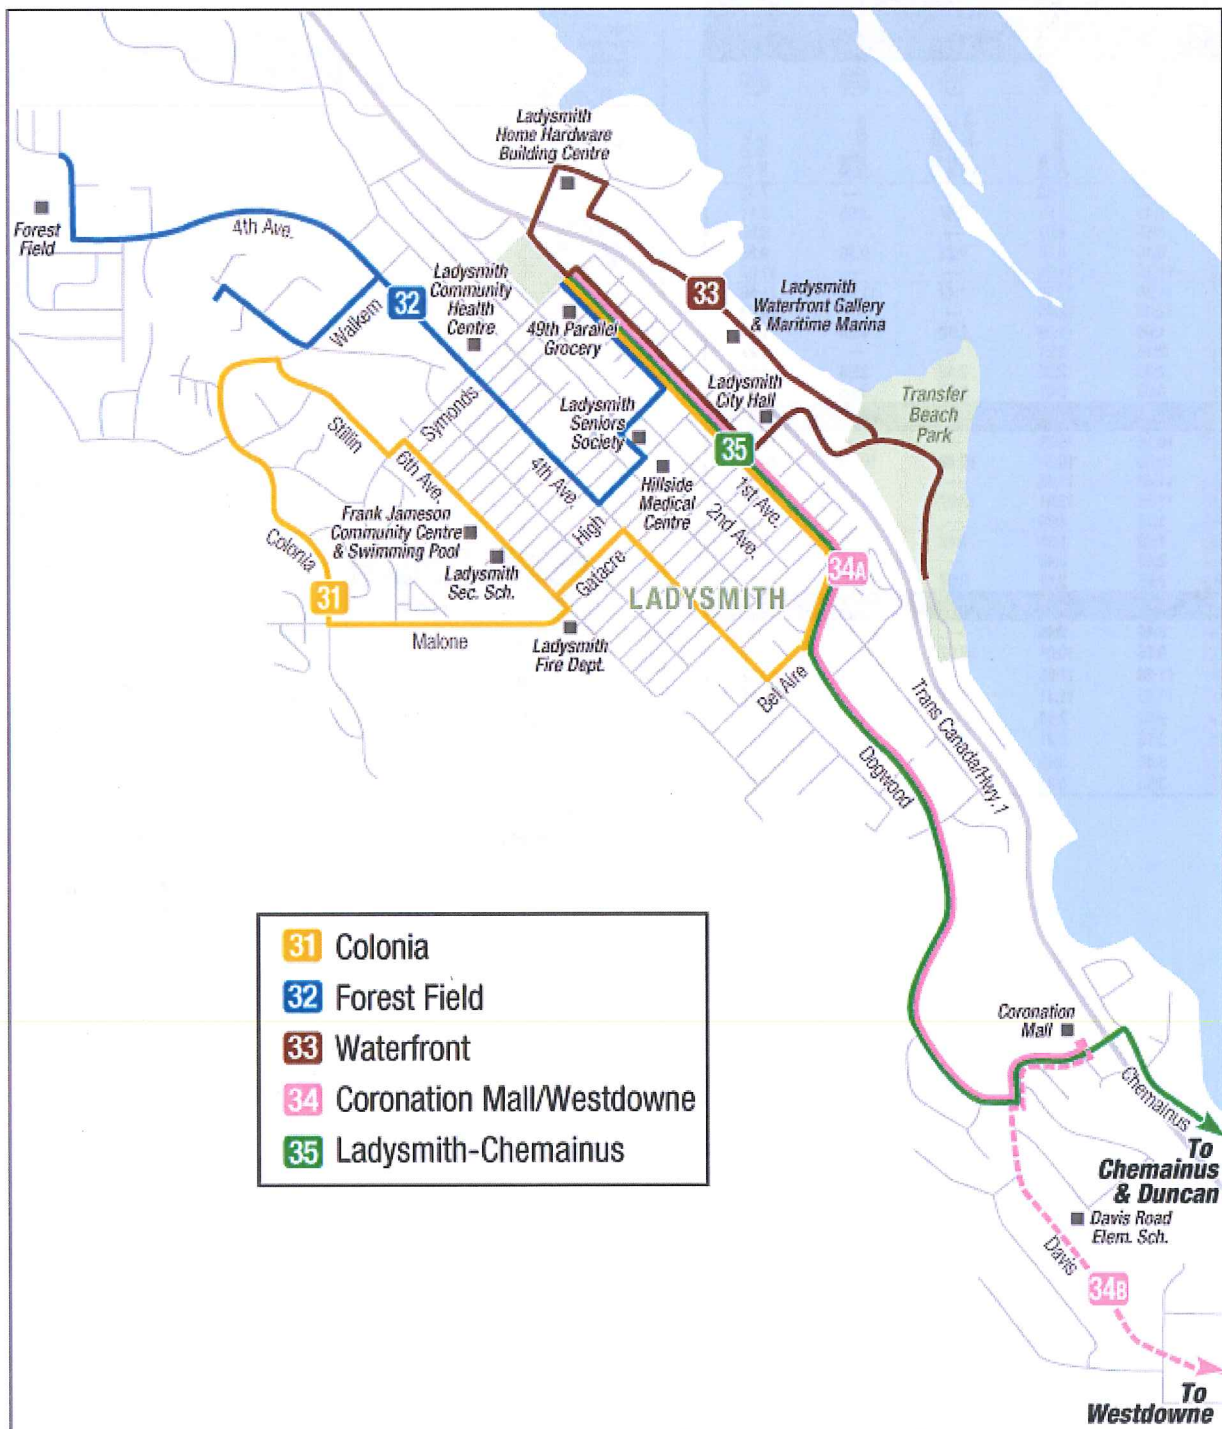 Ladysmith
Home Hardware
Building Centre
Forest
Field
4th Ave.
32
Walkem
Ladysmith
Community
Health
Centre
49th Parallel
Grocery
33
Ladysmith
Waterfront Gallery
& Maritime Marina
Ladysmith
City Hall
Transfer
Beach
Park
Stilin
Symonds
6th Ave.
4th Ave.
Ladysmith
Seniors
Society
35
Hillside
Medical
Centre
1st Ave.
2nd Ave.
High
Gatacre
Frank Jameson
Community Centre
& Swimming Pool
Ladysmith
Sec. Sch.
Colonia
31
Malone
Ladysmith
Fire Dept.
LADYSMITH
34A
Bel Aire
Dogwood
Trans Canada/Hwy.1
31 Colonia
32 Forest Field
33 Waterfront
34 Coronation Mall/Westdowne
35 Ladysmith-Chemainus
Coronation
Mall
Chemainus
To
Chemainus
& Duncan
Davis Road
Elem. Sch.
Davis
34B
To
Westdowne